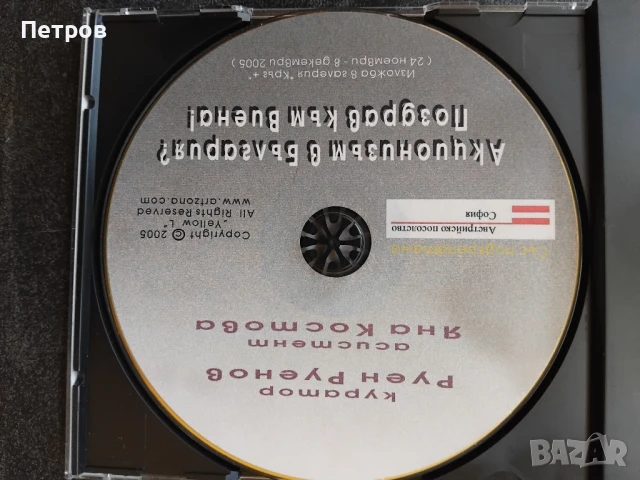 Петров
Акционизъм в България?
Поздрав към Виена!
Изложба в галерия "Кръг +"
( 24 ноември - 8 декември 2005 )
Австрийско посолство
София
Copyright © 2005
„Yellow L"
All Rights Reserved
www.artzona.com
куратор
Руен Руенов
асистент
Яна Костова
BAZAR